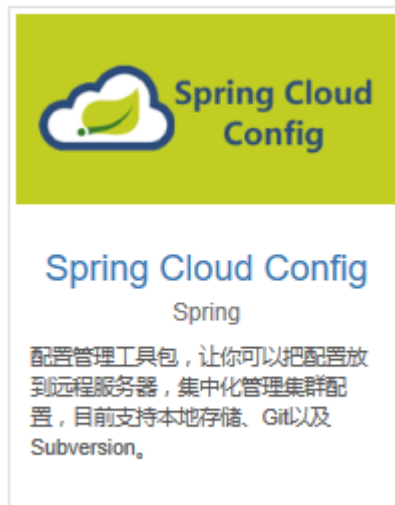 Spring Cloud
Config
Spring Cloud Config
Spring
配置管理工具包，让你可以把配置放
到远程服务器，集中化管理集群配
置，目前支持本地存储、Git以及
Subversion。